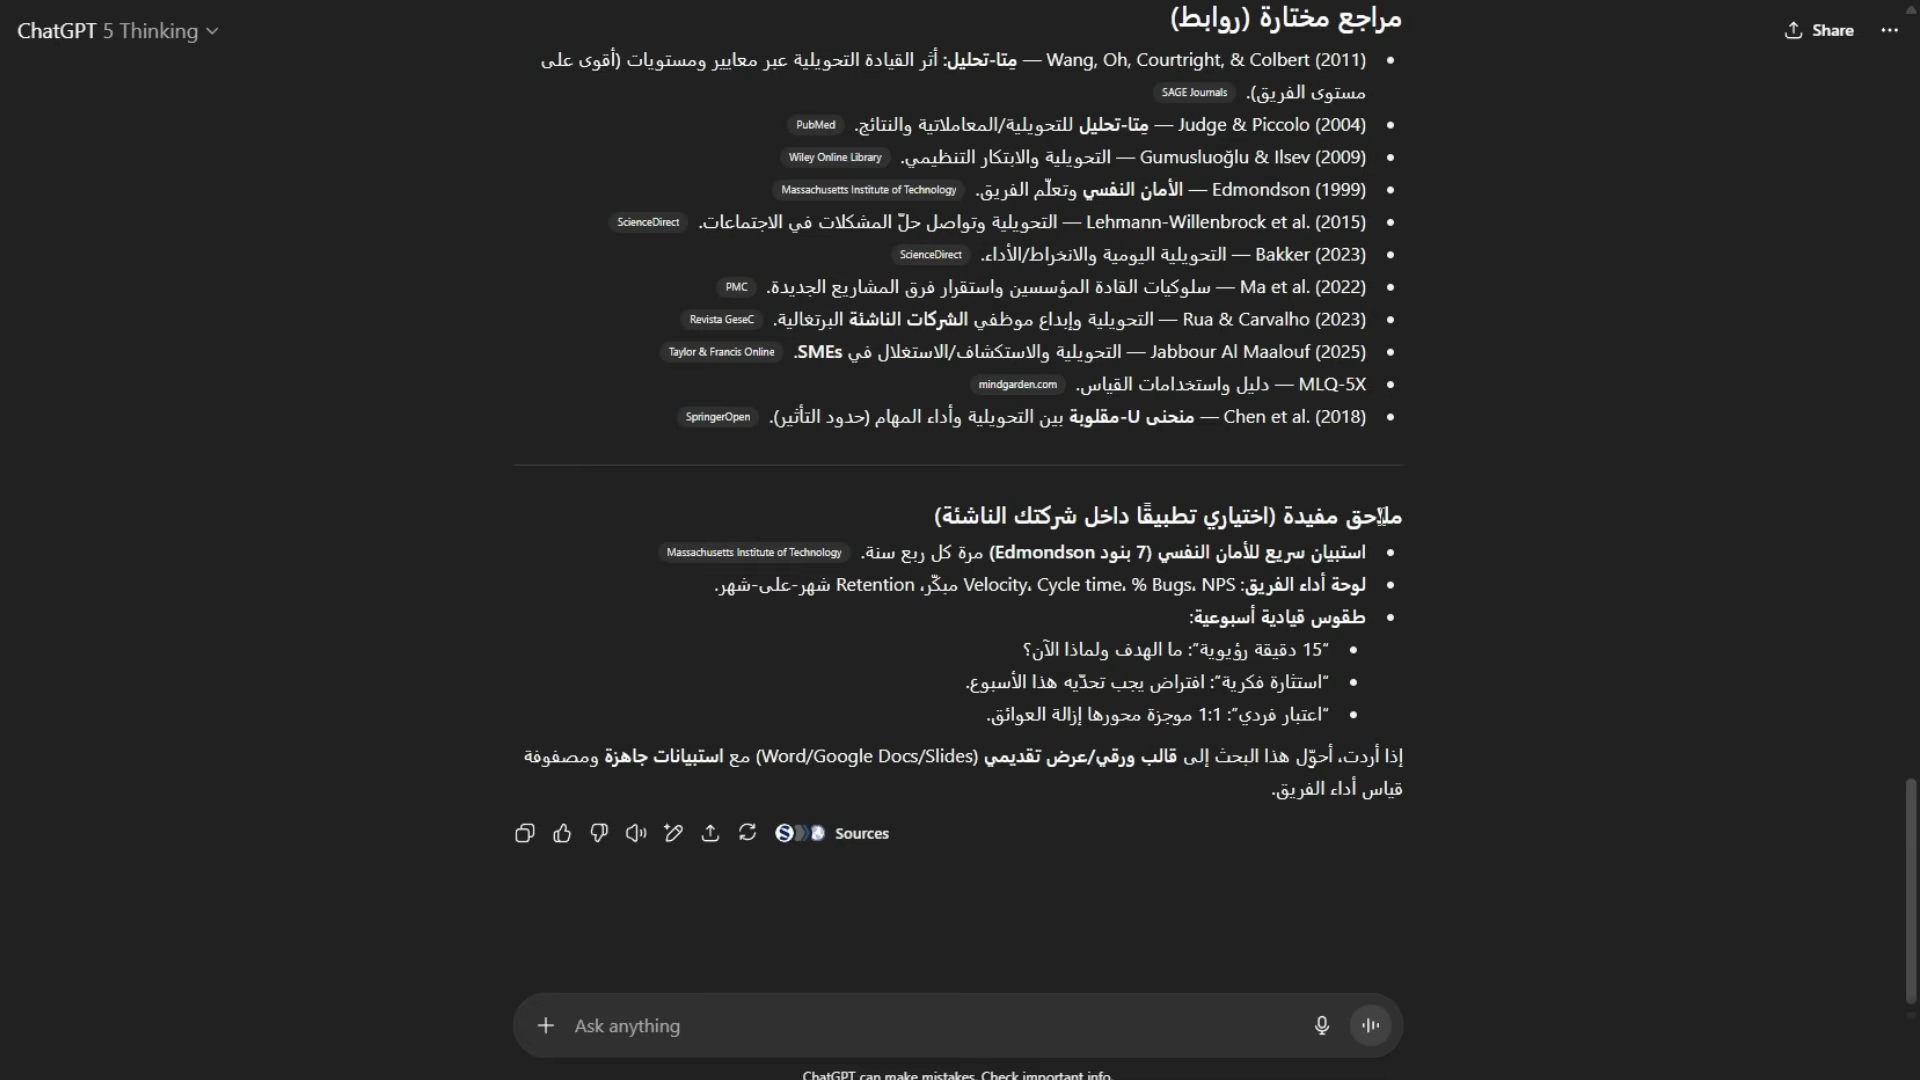 ChatGPT 5 Thinking
Share
مراجع مختارة (روابط)
Wang, Oh, Courtright, & Colbert (2011) — مِتا-تحليل: أثر القيادة التحويلية عبر معايير ومستويات (أقوى على
مستوى الفريق). SAGE Journals
Judge & Piccolo (2004) — مِتا-تحليل للتحويلية/المعاملاتية والنتائج. PubMed
Gumusluoğlu & Ilsev (2009) — التحويلية والابتكار التنظيمي. Wiley Online Library
Edmondson (1999) — الأمان النفسي وتعلّم الفريق. Massachusetts Institute of Technology
Lehmann-Willenbrock et al. (2015) — التحويلية وتواصل حلّ المشكلات في الاجتماعات. ScienceDirect
Bakker (2023) — التحويلية اليومية والانخراط/الأداء. ScienceDirect
Ma et al. (2022) — سلوكيات القادة المؤسسين واستقرار فرق المشاريع الجديدة. PMC
Rua & Carvalho (2023) — التحويلية وإبداع موظفي الشركات الناشئة البرتغالية. Revista GeseC
Jabbour Al Maalouf (2025) — التحويلية والاستكشاف/الاستغلال في SMEs. Taylor & Francis Online
MLQ-5X — دليل واستخدامات القياس. mindgarden.com
Chen et al. (2018) — منحنى U-مقلوبة بين التحويلية وأداء المهام (حدود التأثير). SpringerOpen
ملاحق مفيدة (اختياري تطبيقًا داخل شركتك الناشئة)
استبيان سريع للأمان النفسي (7 بنود Edmondson) مرة كل ربع سنة. Massachusetts Institute of Technology
لوحة أداء الفريق: Velocity، Cycle time، % Bugs، NPS مبكّر، Retention شهر-على-شهر.
طقوس قيادية أسبوعية:
"15 دقيقة رؤيوية": ما الهدف ولماذا الآن؟
"استثارة فكرية": افتراض يجب تحدّيه هذا الأسبوع.
"اعتبار فردي": 1:1 موجزة محورها إزالة العوائق.
إذا أردت، أحوّل هذا البحث إلى قالب ورقي/عرض تقديمي (Word/Google Docs/Slides) مع استبيانات جاهزة ومصفوفة
قياس أداء الفريق.
Sources
Ask anything
ChatGPT can make mistakes. Check important info.